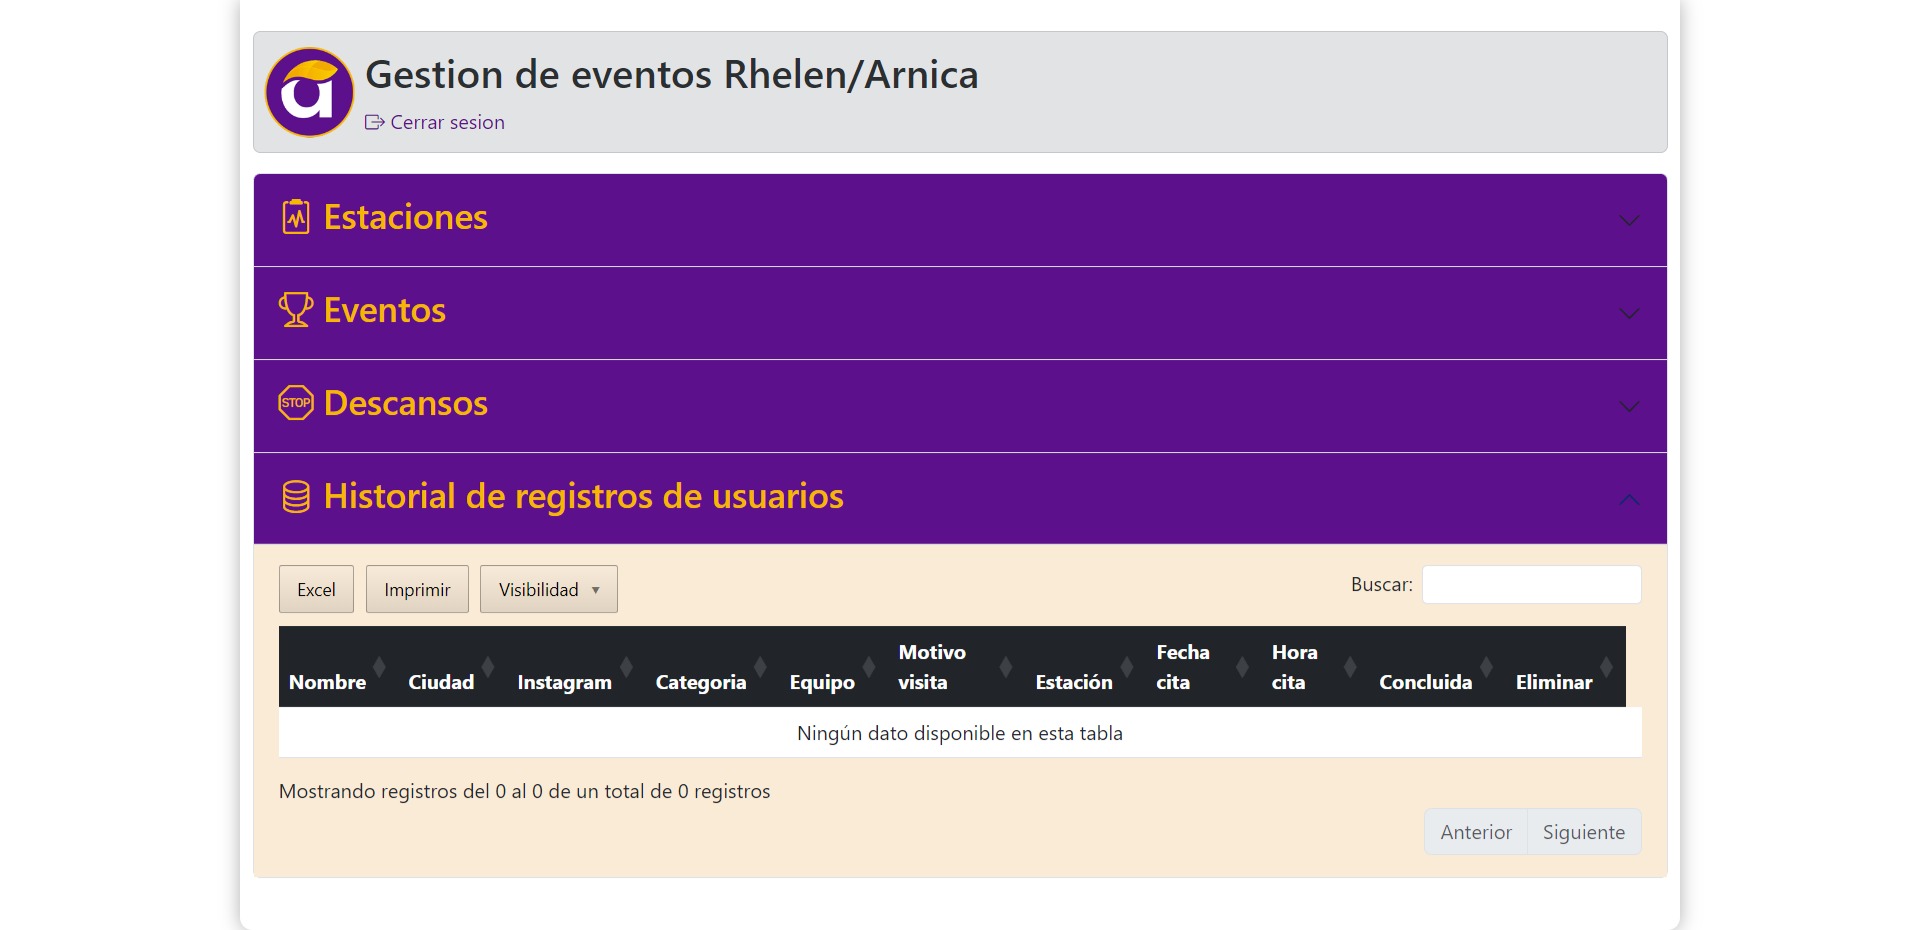 Gestion de eventos Rhelen/Arnica
Cerrar sesion
Estaciones
Eventos
STOP Descansos
Historial de registros de usuarios
Excel Imprimir Visibilidad ▼ Buscar:
Nombre Ciudad Instagram Categoria Equipo Motivo visita Estación Fecha cita Hora cita Concluida Eliminar
Ningún dato disponible en esta tabla
Mostrando registros del 0 al 0 de un total de 0 registros
Anterior Siguiente